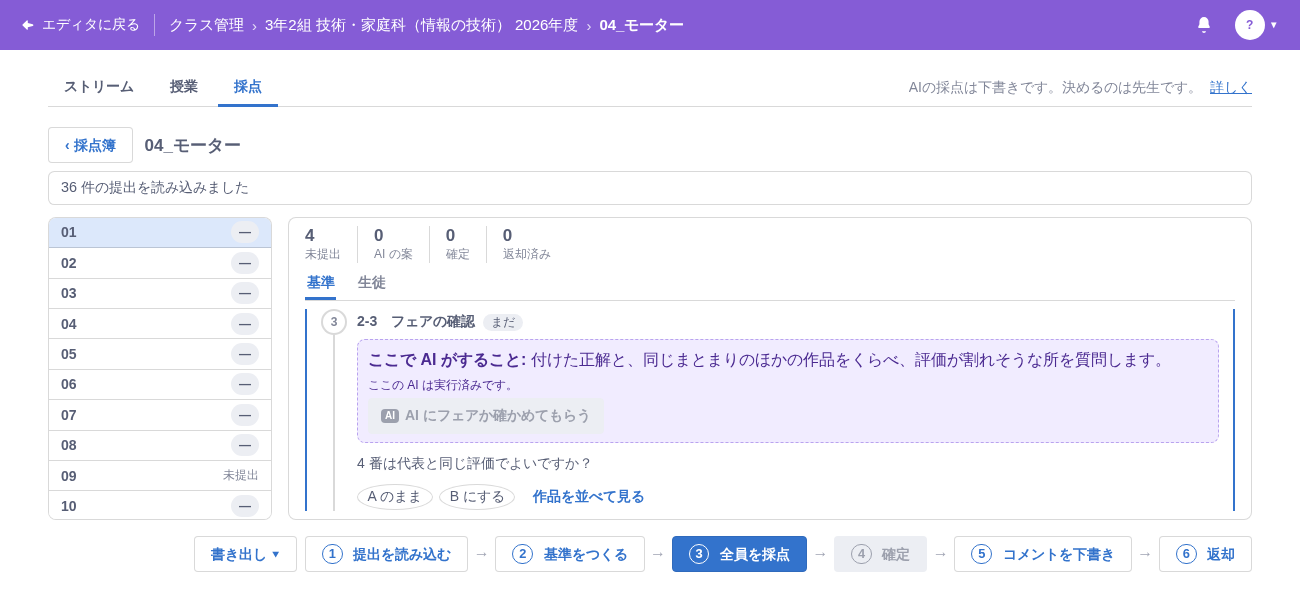 エディタに戻る クラス管理 › 3年2組 技術・家庭科（情報の技術） 2026年度 › 04_モーター ? ▾
ストリーム 授業 採点 AIの採点は下書きです。決めるのは先生です。 詳しく
‹ 採点簿 04_モーター
36 件の提出を読み込みました
01 —
02 —
03 —
04 —
05 —
06 —
07 —
08 —
09 未提出
10 —
4 0 0 0
未提出 AI の案 確定 返却済み
基準 生徒
3 2-3 フェアの確認 まだ
ここで AI がすること: 付けた正解と、同じまとまりのほかの作品をくらべ、評価が割れそうな所を質問します。
ここの AI は実行済みです。
AI AI にフェアか確かめてもらう
4 番は代表と同じ評価でよいですか？
A のまま B にする 作品を並べて見る
書き出し ▾ 1 提出を読み込む → 2 基準をつくる → 3 全員を採点 → 4 確定 → 5 コメントを下書き → 6 返却